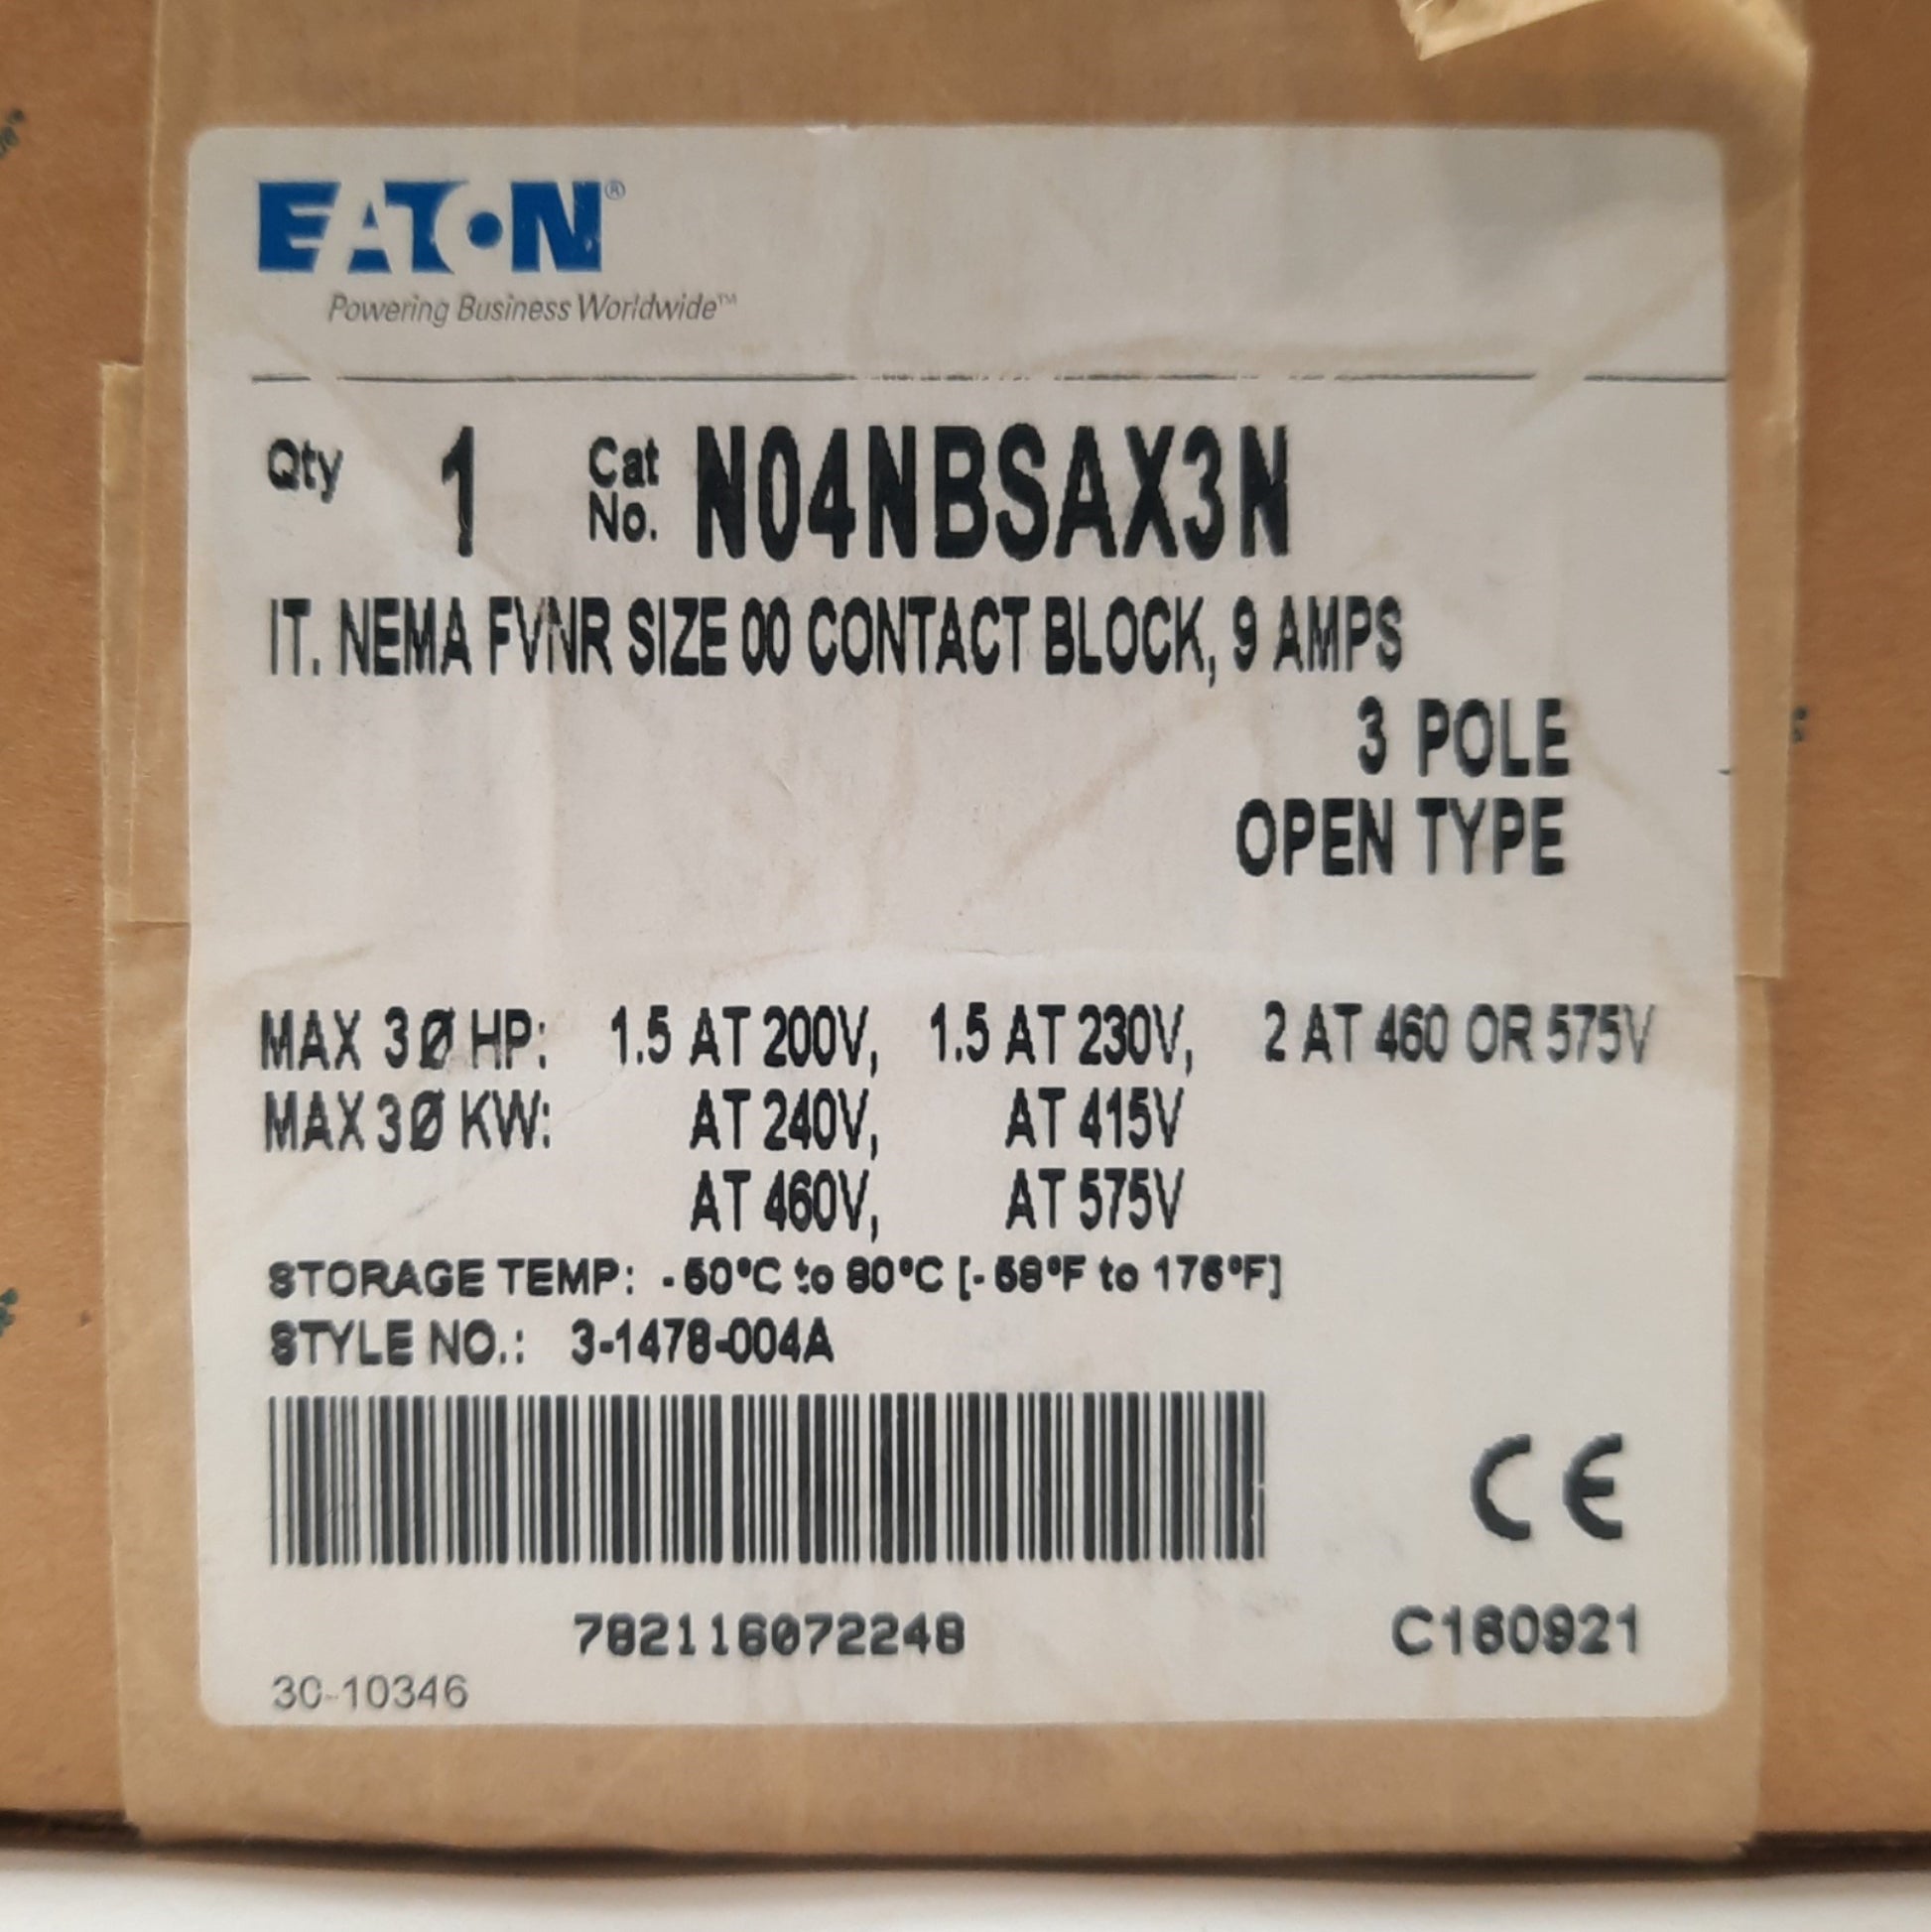 EATON®
Powering Business Worldwide™
Qty 1 Cat No. N04NBSAX3N
IT. NEMA FVNR SIZE 00 CONTACT BLOCK, 9 AMPS
3 POLE
OPEN TYPE
MAX 3Ø HP: 1.5 AT 200V, 1.5 AT 230V, 2 AT 460 OR 575V
MAX 3Ø KW: AT 240V, AT 415V
AT 460V, AT 575V
STORAGE TEMP: -50°C to 80°C [-58°F to 176°F]
STYLE NO.: 3-1478-004A
CE
782116072248
C160921
30-10346